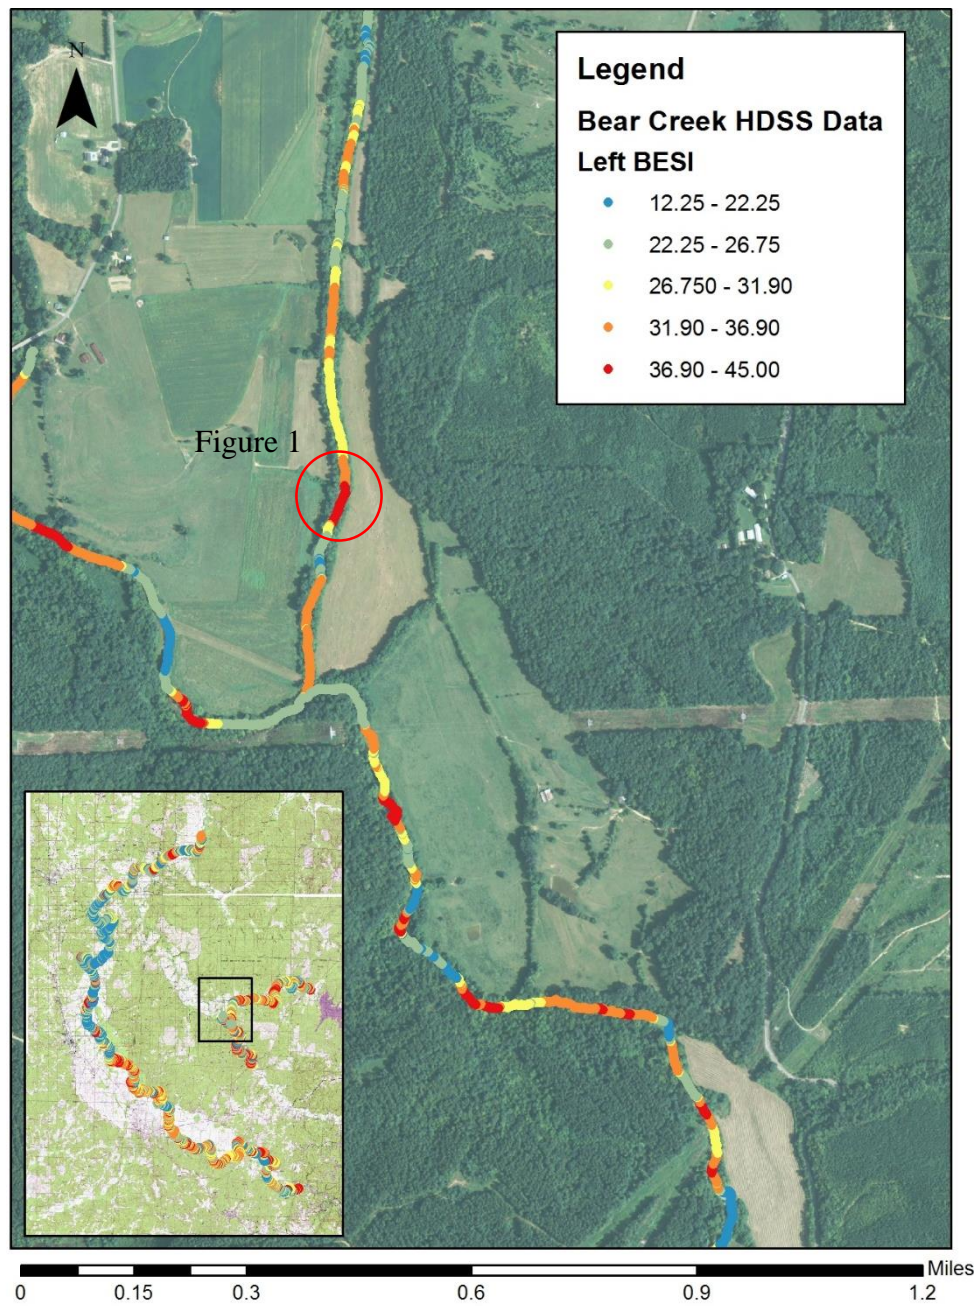 N
Legend
Bear Creek HDSS Data
Left BESI
12.25 - 22.25
22.25 - 26.75
26.750 - 31.90
31.90 - 36.90
36.90 - 45.00
Figure 1
Miles
0 0.15 0.3 0.6 0.9 1.2